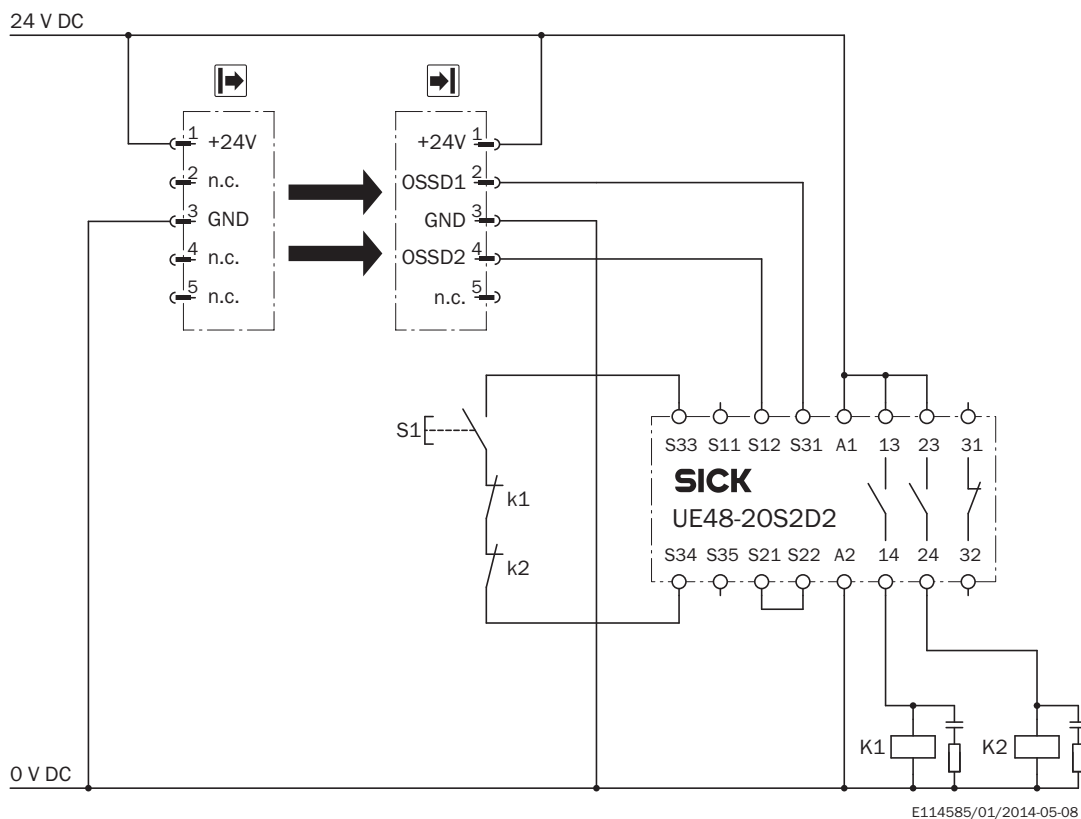 24 V DC
1 +24V
2 n.c.
3 GND
4 n.c.
5 n.c.
+24V 1
OSSD1 2
GND 3
OSSD2 4
n.c. 5
S1
k1
k2
S33 S11 S12 S31 A1 13 23 31
SICK
UE48-2OS2D2
S34 S35 S21 S22 A2 14 24 32
K1
K2
0 V DC
E114585/01/2014-05-08